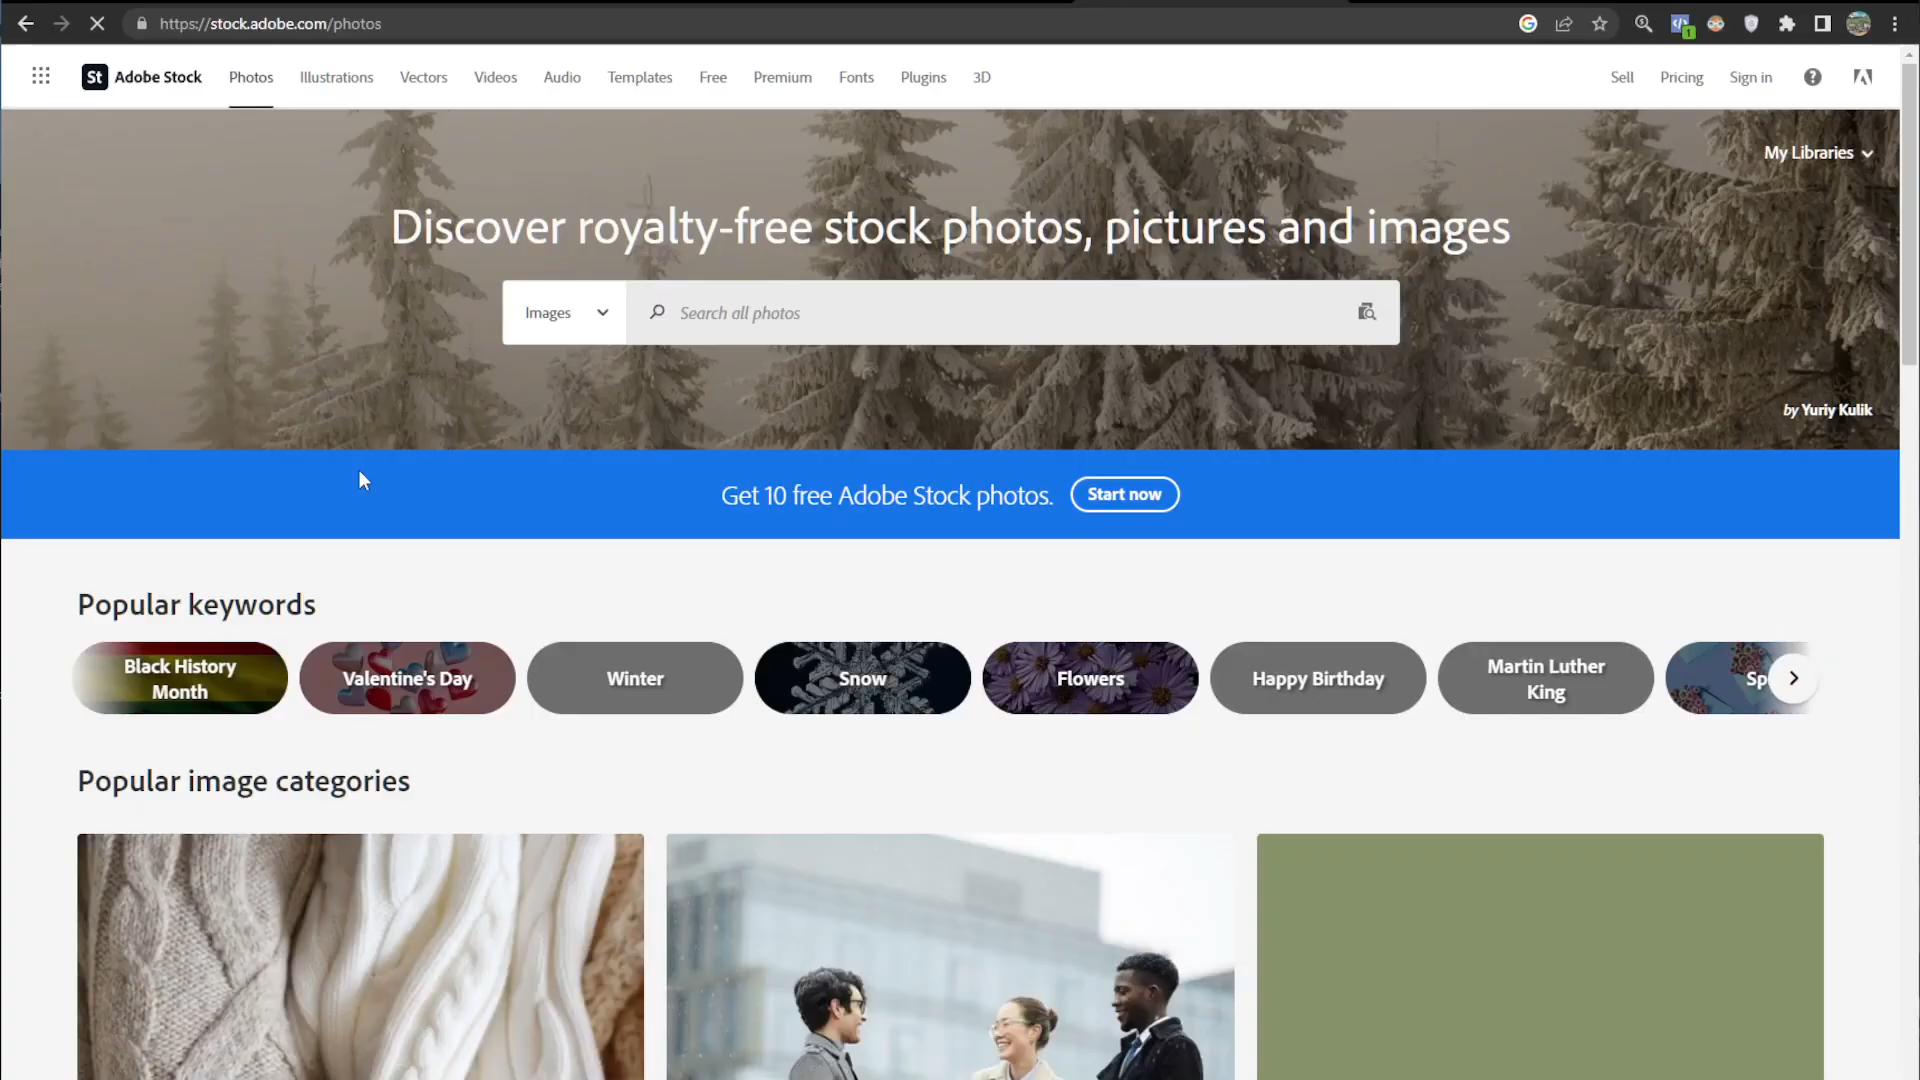 https://stock.adobe.com/photos
1
St Adobe Stock Photos Illustrations Vectors Videos Audio Templates Free Premium Fonts Plugins 3D Sell Pricing Sign in ?
My Libraries
Discover royalty-free stock photos, pictures and images
Images Search all photos
by Yuriy Kulik
Get 10 free Adobe Stock photos. Start now
Popular keywords
Black History
Month
Valentine's Day
Winter
Snow
Flowers
Happy Birthday
Martin Luther
King
Sp
Popular image categories